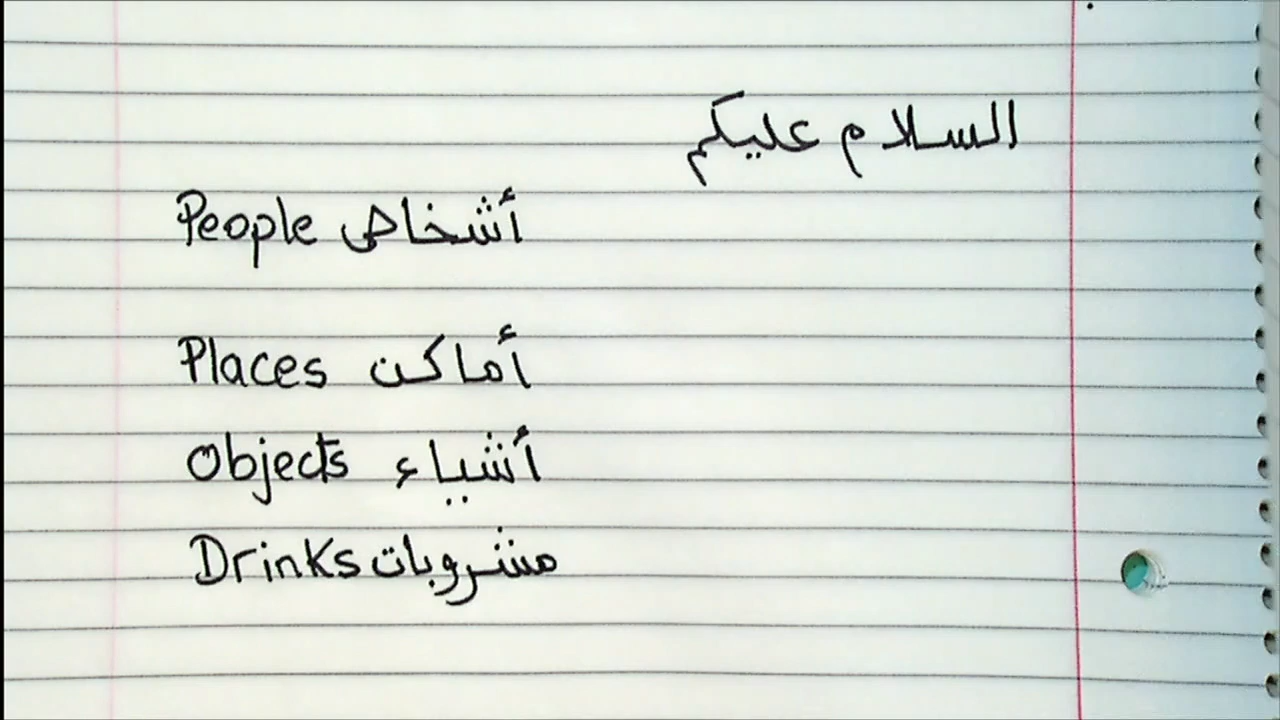 السلام عليكم
People أشخاص
Places أماكن
Objects أشياء
Drinks مشروبات